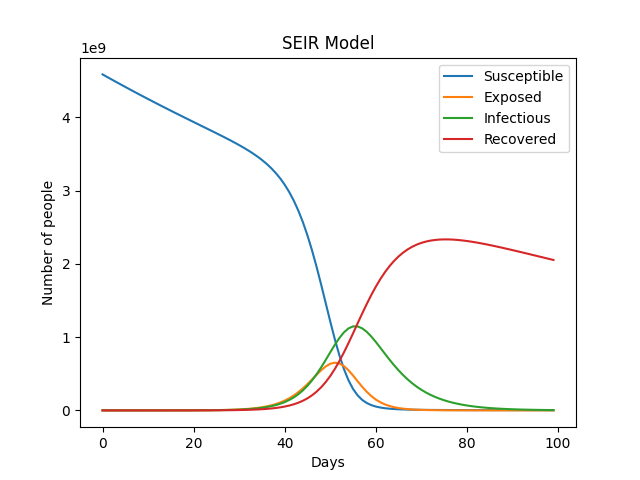 SEIR Model
1e9
4
3
2
1
0
Number of people
0 20 40 60 80 100
Days
Susceptible
Exposed
Infectious
Recovered